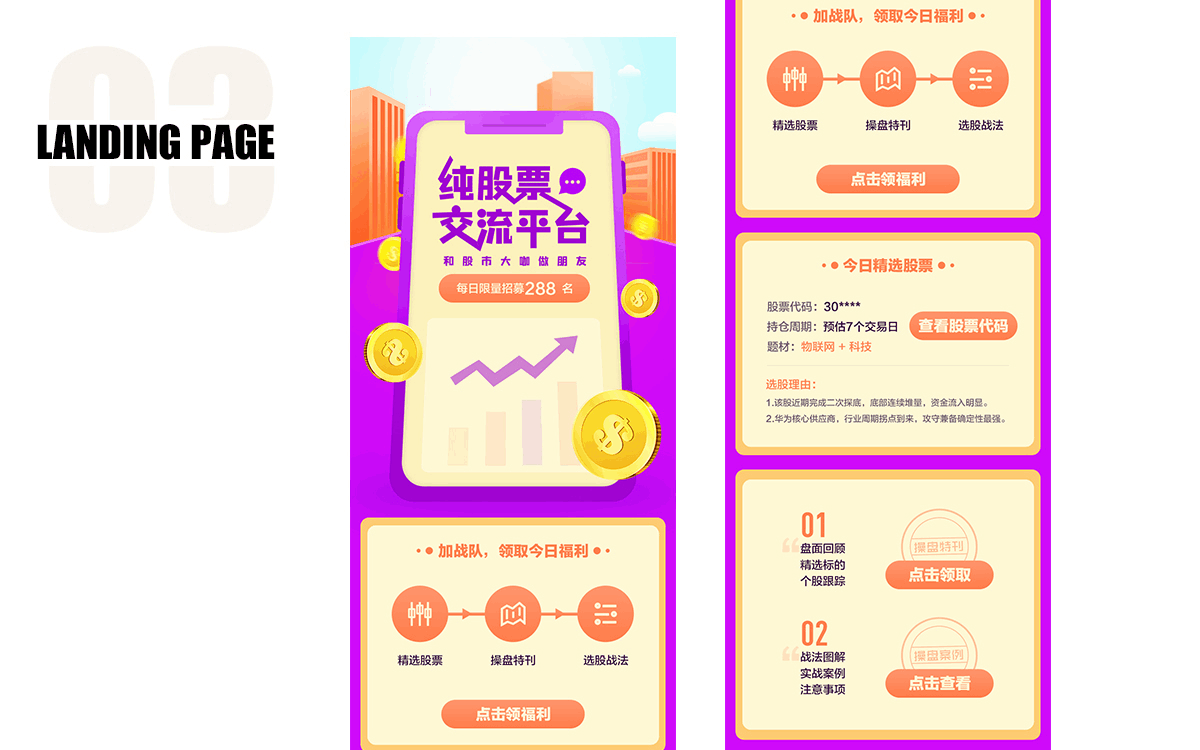 03
LANDING PAGE
纯股票
交流平台
和股市大咖做朋友
每日限量招募288 名
加战队，领取今日福利
精选股票
操盘特刊
选股战法
点击领福利
加战队，领取今日福利
精选股票
操盘特刊
选股战法
点击领福利
今日精选股票
股票代码：30****
持仓周期：预估7个交易日
查看股票代码
题材：物联网 + 科技
选股理由：
1.该股近期完成二次探底，底部连续堆量，资金流入明显。
2.华为核心供应商，行业周期拐点到来，攻守兼备确定性最强。
01
盘面回顾
精选标的
个股跟踪
操盘特刊
点击领取
02
战法图解
实战案例
注意事项
操盘案例
点击查看